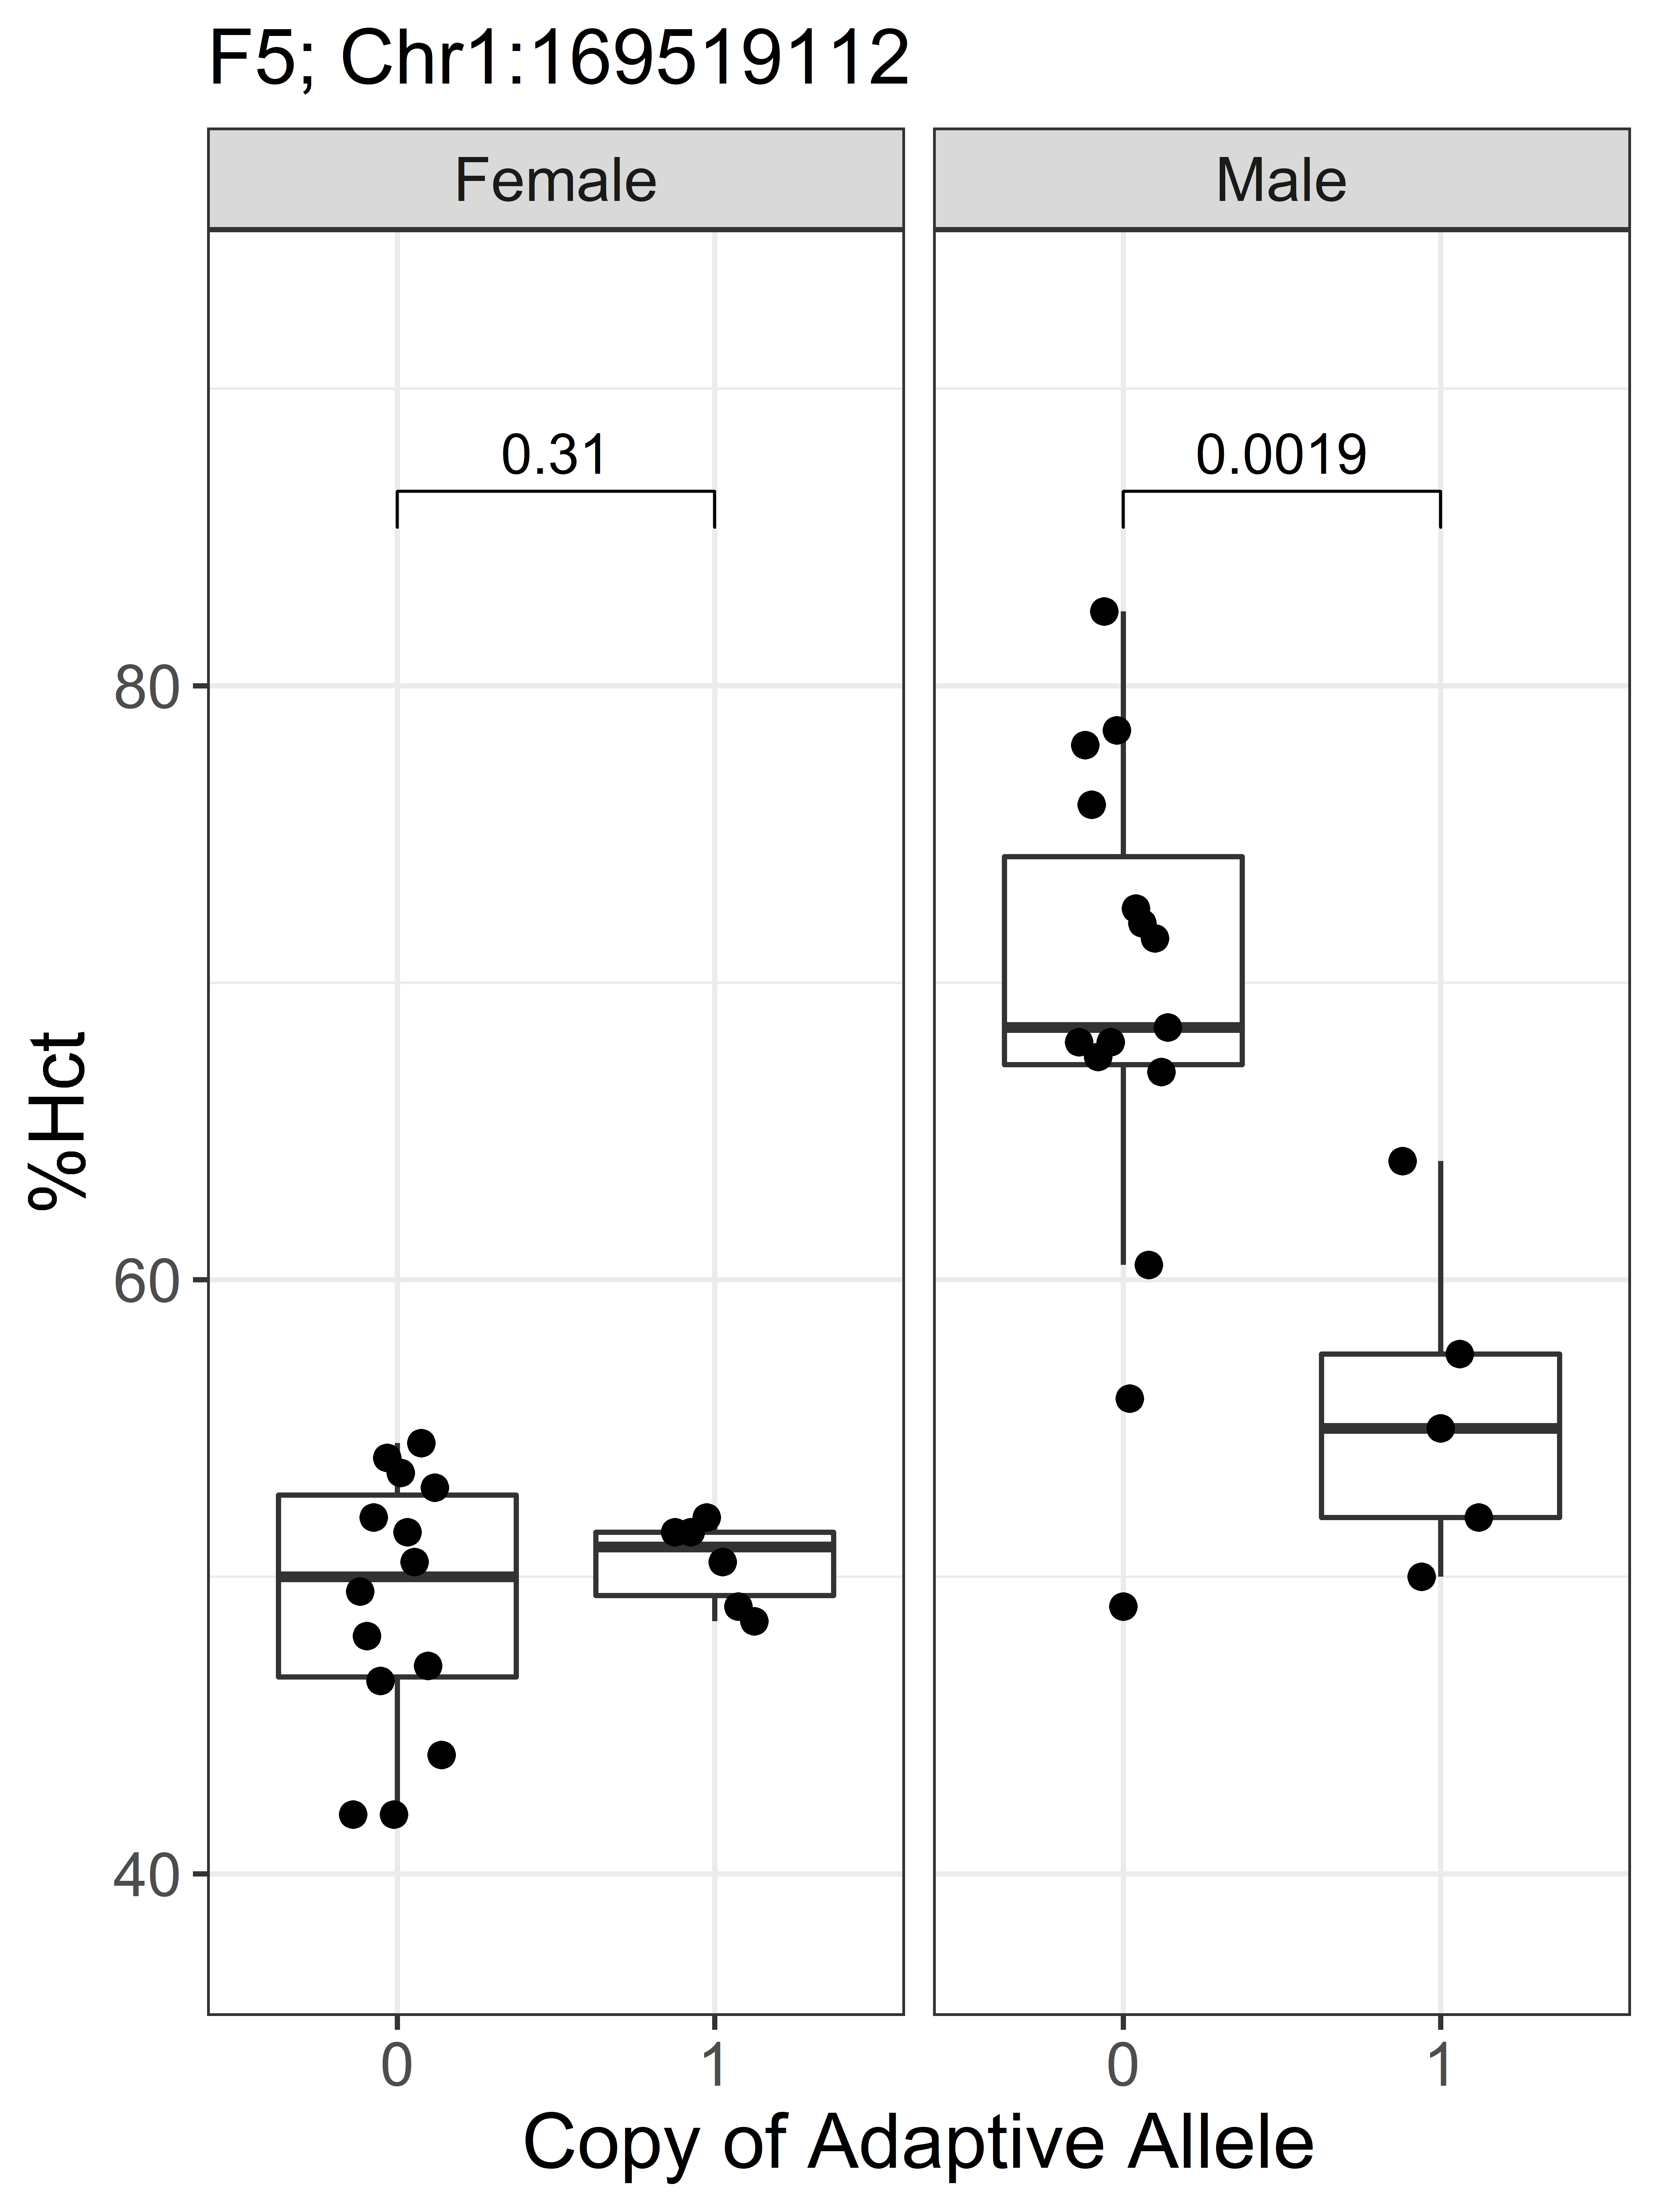 F5; Chr1:169519112
Female
Male
0.31
0.0019
80
60
40
%Hct
0
1
0
1
Copy of Adaptive Allele